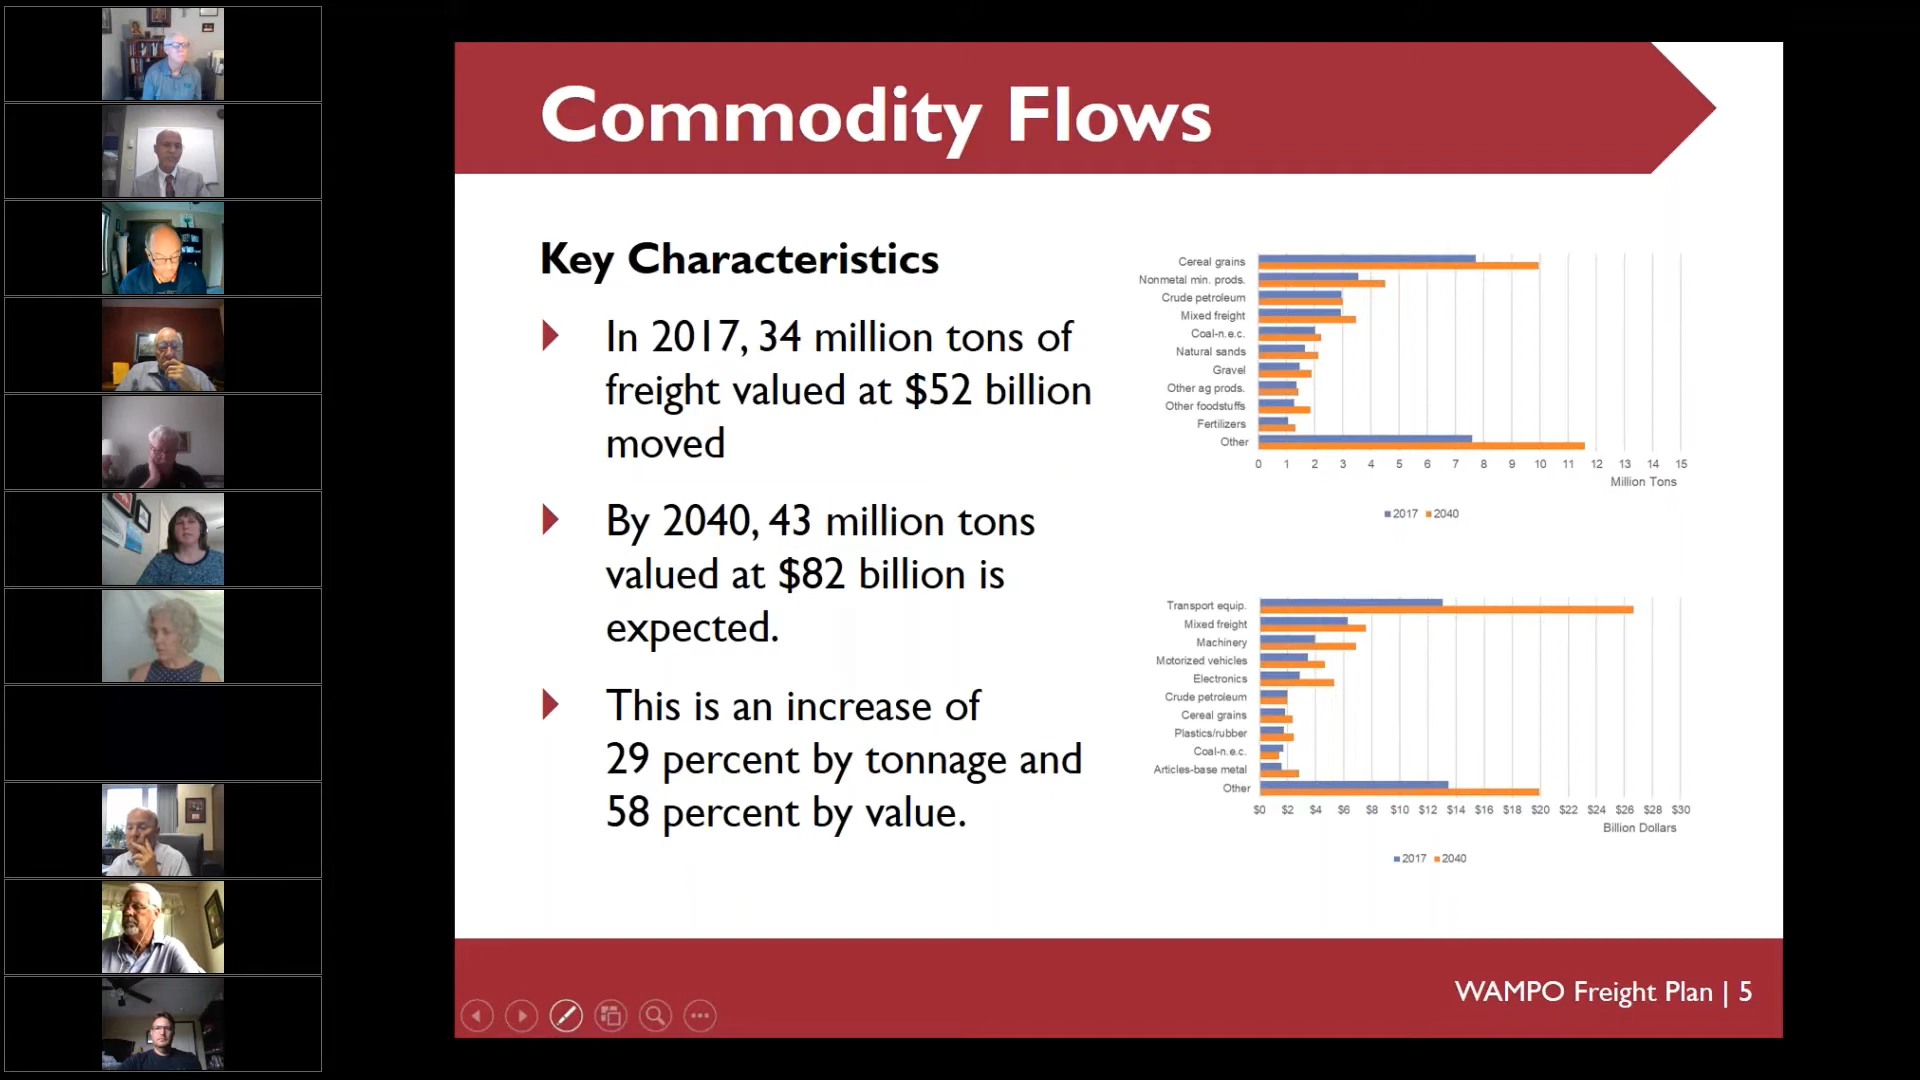 Commodity Flows
Key Characteristics
In 2017, 34 million tons of
freight valued at $52 billion
moved
By 2040, 43 million tons
valued at $82 billion is
expected.
This is an increase of
29 percent by tonnage and
58 percent by value.
Cereal grains
Nonmetal min. prods.
Crude petroleum
Mixed freight
Coal-n.e.c.
Natural sands
Gravel
Other ag prods.
Other foodstuffs
Fertilizers
Other
0 1 2 3 4 5 6 7 8 9 10 11 12 13 14 15
Million Tons
2017 2040
Transport equip.
Mixed freight
Machinery
Motorized vehicles
Electronics
Crude petroleum
Cereal grains
Plastics/rubber
Coal-n.e.c.
Articles-base metal
Other
$0 $2 $4 $6 $8 $10 $12 $14 $16 $18 $20 $22 $24 $26 $28 $30
Billion Dollars
2017 2040
WAMPO Freight Plan | 5